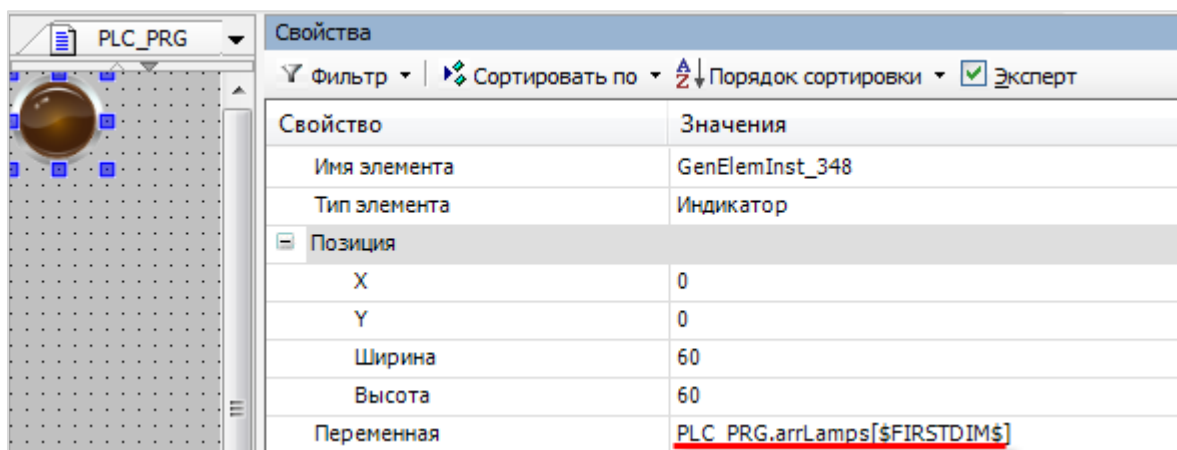 PLC_PRG
Свойства
Фильтр Сортировать по Порядок сортировки Эксперт
Свойство Значения
Имя элемента GenElemInst_348
Тип элемента Индикатор
Позиция
X 0
Y 0
Ширина 60
Высота 60
Переменная PLC_PRG.arrLamps[$FIRSTDIM$]